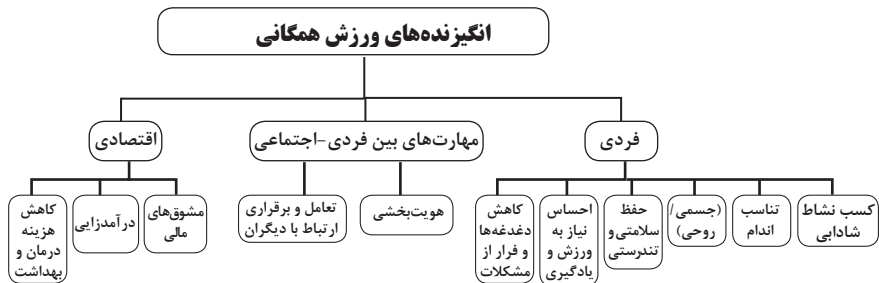 انگیزنده‌های ورزش همگانی
فردی
مهارت‌های بین فردی-اجتماعی
اقتصادی
کسب نشاط
شادابی
تناسب
اندام
(جسمی/
روحی)
حفظ
سلامتی و
تندرستی
احساس
نیاز به
ورزش و
یادگیری
کاهش
دغدغه‌ها
و فرار از
مشکلات
هویت‌بخشی
تعامل و برقراری
ارتباط با دیگران
مشوق‌های
مالی
درآمدزایی
کاهش
هزینه
درمان و
بهداشت